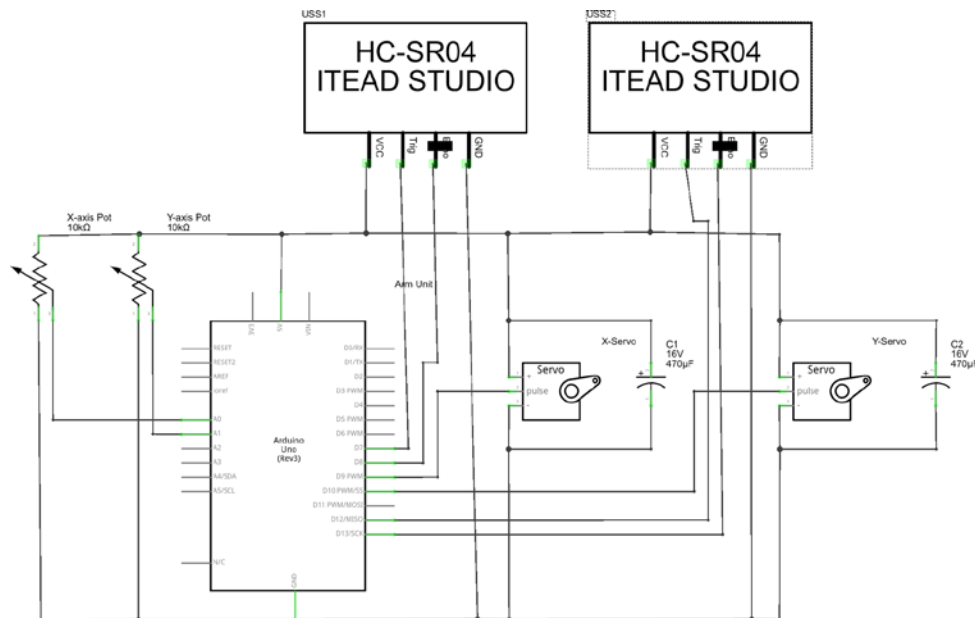 USS1
USS2
HC-SR04
ITEAD STUDIO
HC-SR04
ITEAD STUDIO
VCC
Trig
GND
VCC
Trig
GND
X-axis Pot
10kΩ
Y-axis Pot
10kΩ
Arm Unit
3V3
5V
VIN
RESET
RESET2
AREF
ioref
A0
A1
A2
A3
A4/SDA
A5/SCL
N/C
Arduino
Uno
(Rev3)
D0/RX
D1/TX
D2
D3 PWM
D4
D5 PWM
D6 PWM
D7
D8
D9 PWM
D10 PWM/SS
D11 PWM/MOSI
D12/MISO
D13/SCK
GND
X-Servo
Servo
+
pulse
-
C1
16V
470µF
+
Y-Servo
Servo
+
pulse
-
C2
16V
470µF
+